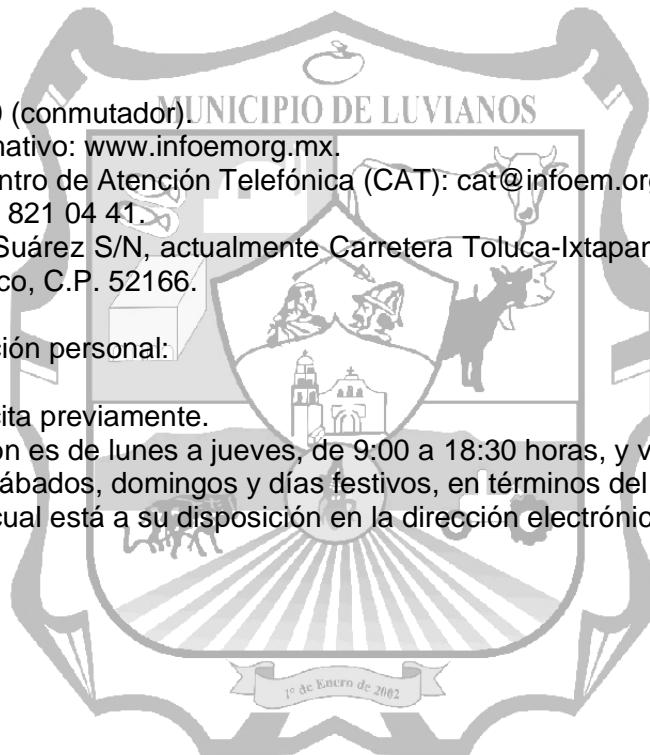 0 (conmutador).
MUNICIPIO DE LUVIANOS
nativo: www.infoemorg.mx.
ntro de Atención Telefónica (CAT): cat@infoem.org
821 04 41.
Suárez S/N, actualmente Carretera Toluca-Ixtapan
co, C.P. 52166.
ción personal:
ita previamente.
ón es de lunes a jueves, de 9:00 a 18:30 horas, y v
ábados, domingos y días festivos, en términos del
cual está a su disposición en la dirección electrónic
1º de Enero de 2002